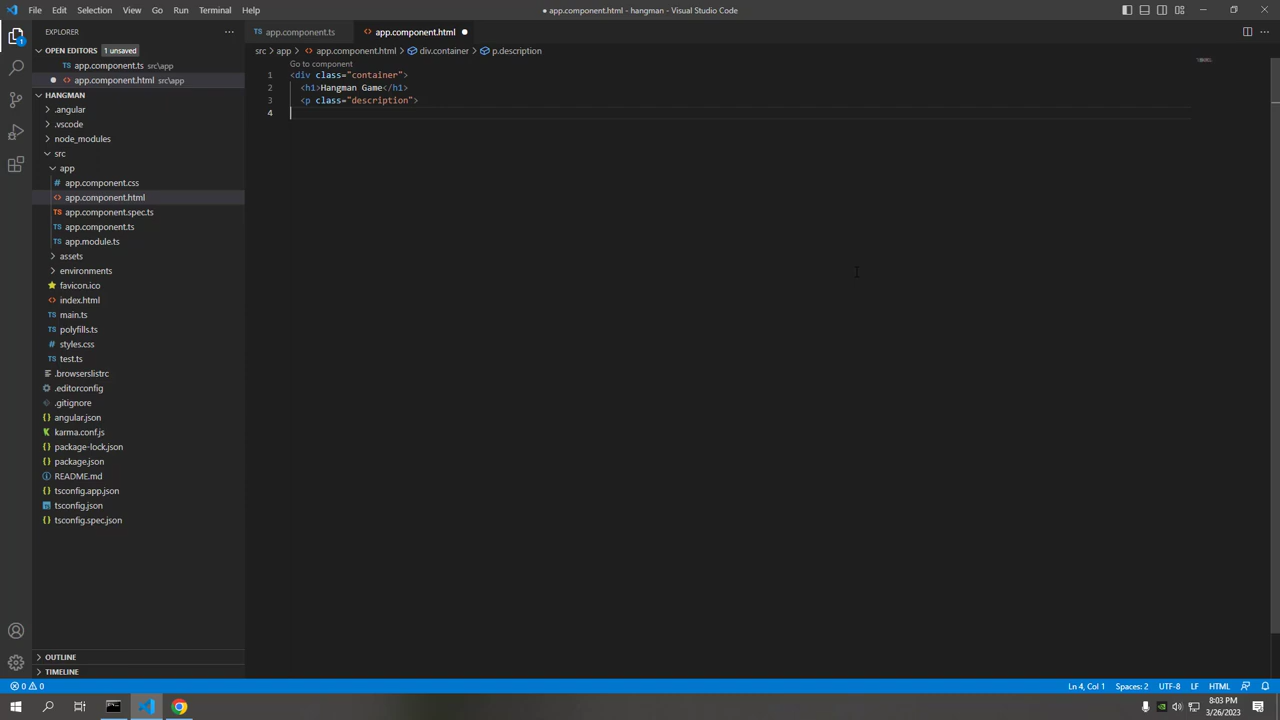 File Edit Selection View Go Run Terminal Help
● app.component.html - hangman - Visual Studio Code
EXPLORER
OPEN EDITORS 1 unsaved
TS app.component.ts src\app
● <> app.component.html src\app
HANGMAN
.angular
.vscode
node_modules
src
app
# app.component.css
<> app.component.html
TS app.component.spec.ts
TS app.component.ts
TS app.module.ts
assets
environments
favicon.ico
<> index.html
TS main.ts
TS polyfills.ts
# styles.css
TS test.ts
.browserslistrc
.editorconfig
.gitignore
{} angular.json
karma.conf.js
{} package-lock.json
{} package.json
README.md
{} tsconfig.app.json
tsconfig.json
{} tsconfig.spec.json
OUTLINE
TIMELINE
TS app.component.ts
<> app.component.html ●
src > app > <> app.component.html > div.container > p.description
Go to component
1 <div class="container">
2 <h1>Hangman Game</h1>
3 <p class="description">
4
1
0 0
Ln 4, Col 1 Spaces: 2 UTF-8 LF HTML
8:03 PM
3/26/2023